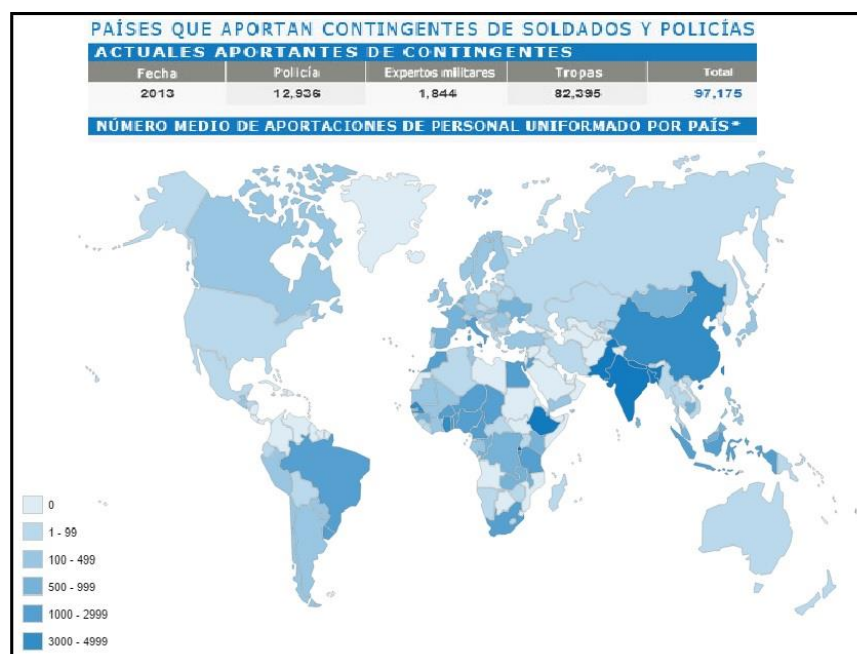 PAÍSES QUE APORTAN CONTINGENTES DE SOLDADOS Y POLICÍAS
ACTUALES APORTANTES DE CONTINGENTES
Fecha Policía Expertos militares Tropas Total
2013 12,936 1,844 82,395 97,175
NÚMERO MEDIO DE APORTACIONES DE PERSONAL UNIFORMADO POR PAÍS*
0
1 - 99
100 - 499
500 - 999
1000 - 2999
3000 - 4999